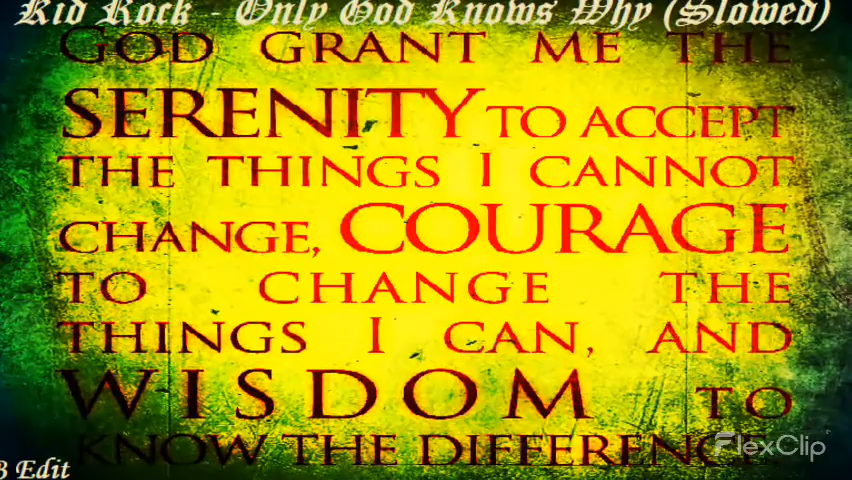 Kid Rock - Only God Knows Why (Slowed)
GOD GRANT ME THE
SERENITY TO ACCEPT
THE THINGS I CANNOT
CHANGE, COURAGE
TO CHANGE THE
THINGS I CAN, AND
WISDOM TO
KNOW THE DIFFERENCE.
FlexClip
B Edit